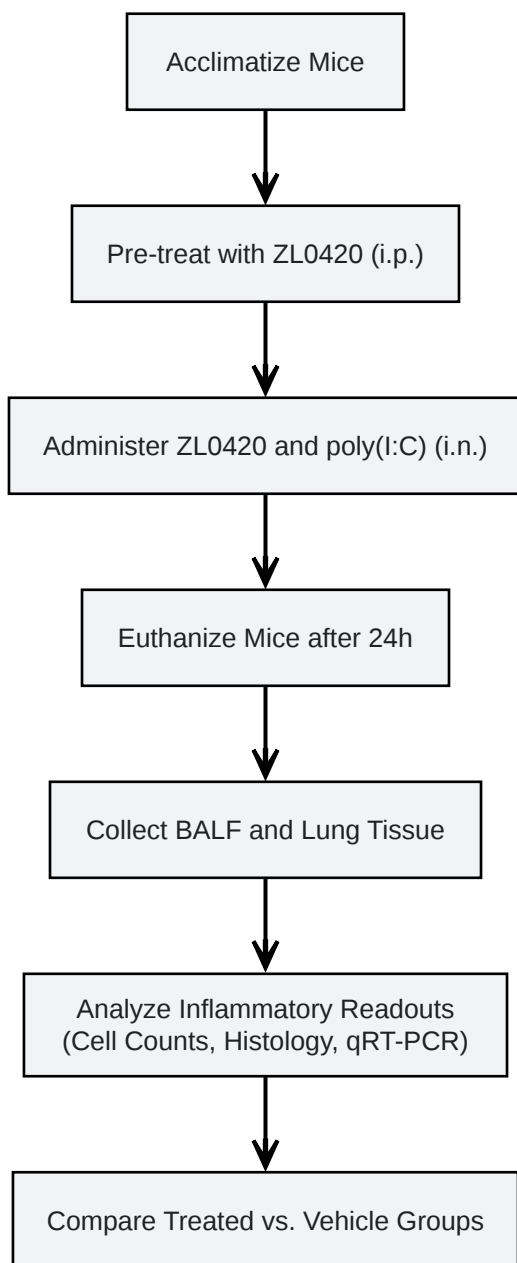 Acclimatize Mice
Pre-treat with ZL0420 (i.p.)
Administer ZL0420 and poly(I:C) (i.n.)
Euthanize Mice after 24h
Collect BALF and Lung Tissue
Analyze Inflammatory Readouts
(Cell Counts, Histology, qRT-PCR)
Compare Treated vs. Vehicle Groups